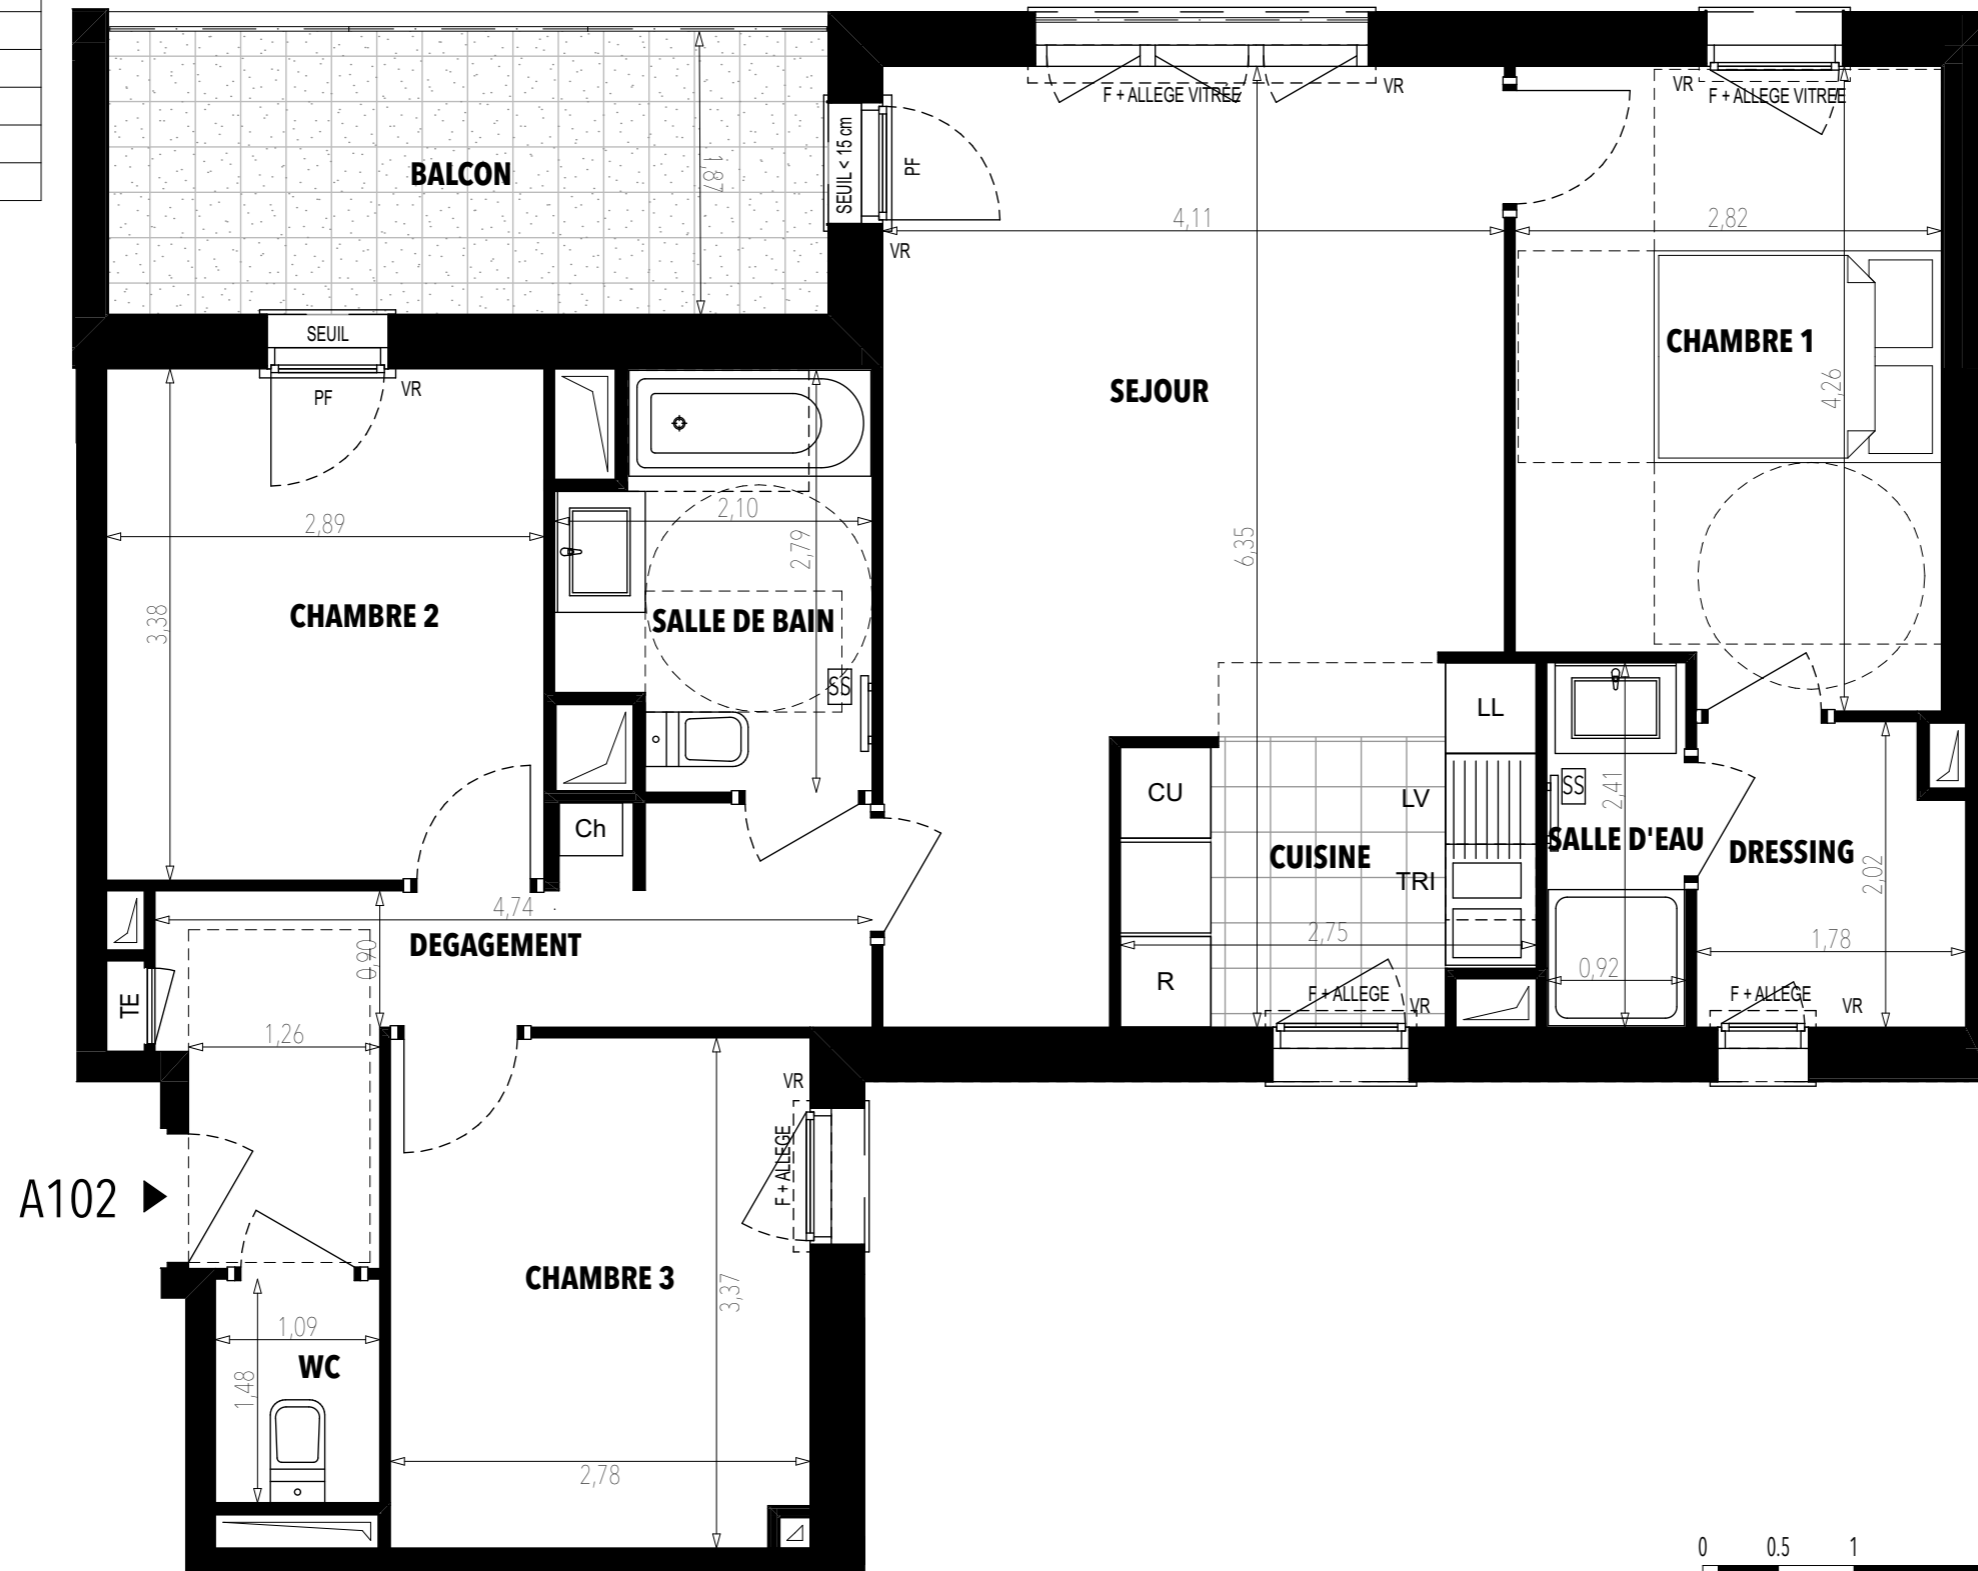 F + ALLEGE VITRÉE
VR
VR
F + ALLEGE VITREE
BALCON
1,87
SEUIL < 15 cm
PF
VR
4,11
2,82
SEUIL
PF
VR
CHAMBRE 1
4,26
SEJOUR
2,89
2,10
2,79
6,35
CHAMBRE 2
3,38
SALLE DE BAIN
SS
LL
CU
LV
SS
2,41
Ch
CUISINE
SALLE D'EAU
DRESSING
TRI
2,02
4,74
DEGAGEMENT
0,90
2,75
1,78
0,92
R
F + ALLEGE
VR
F + ALLEGE
VR
TE
1,26
VR
F + ALLEGE
A102
CHAMBRE 3
3,37
1,09
WC
1,48
2,78
0 0.5 1